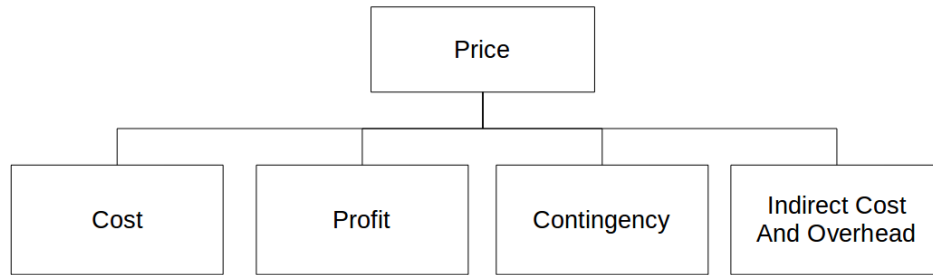 Price
Cost
Profit
Contingency
Indirect Cost
And Overhead